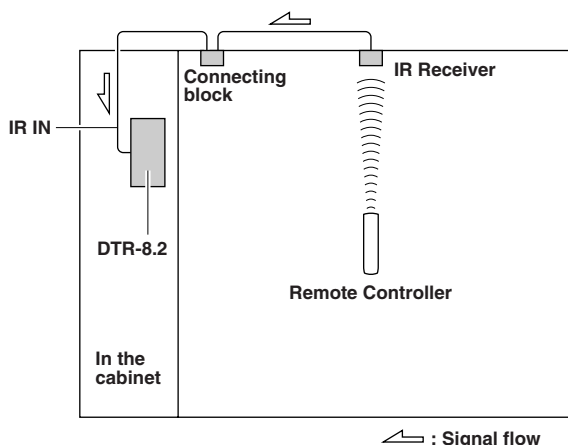 Connecting
block
IR Receiver
IR IN
DTR-8.2
Remote Controller
In the
cabinet
: Signal flow